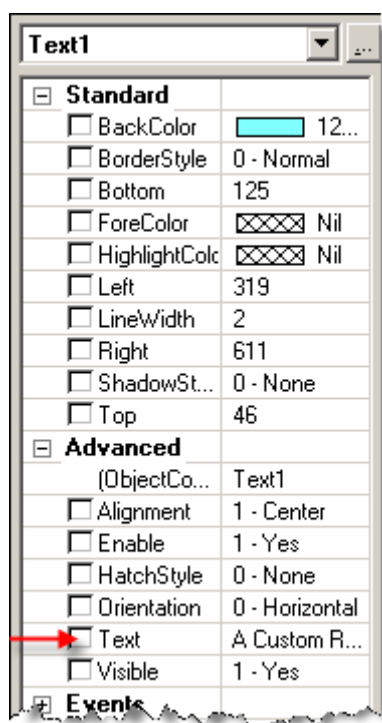 Text1 ...
Standard
BackColor 12...
BorderStyle 0 - Normal
Bottom 125
ForeColor Nil
HighlightColo Nil
Left 319
LineWidth 2
Right 611
ShadowSt... 0 - None
Top 46
Advanced
(ObjectCo... Text1
Alignment 1 - Center
Enable 1 - Yes
HatchStyle 0 - None
Orientation 0 - Horizontal
Text A Custom R...
Visible 1 - Yes
Events